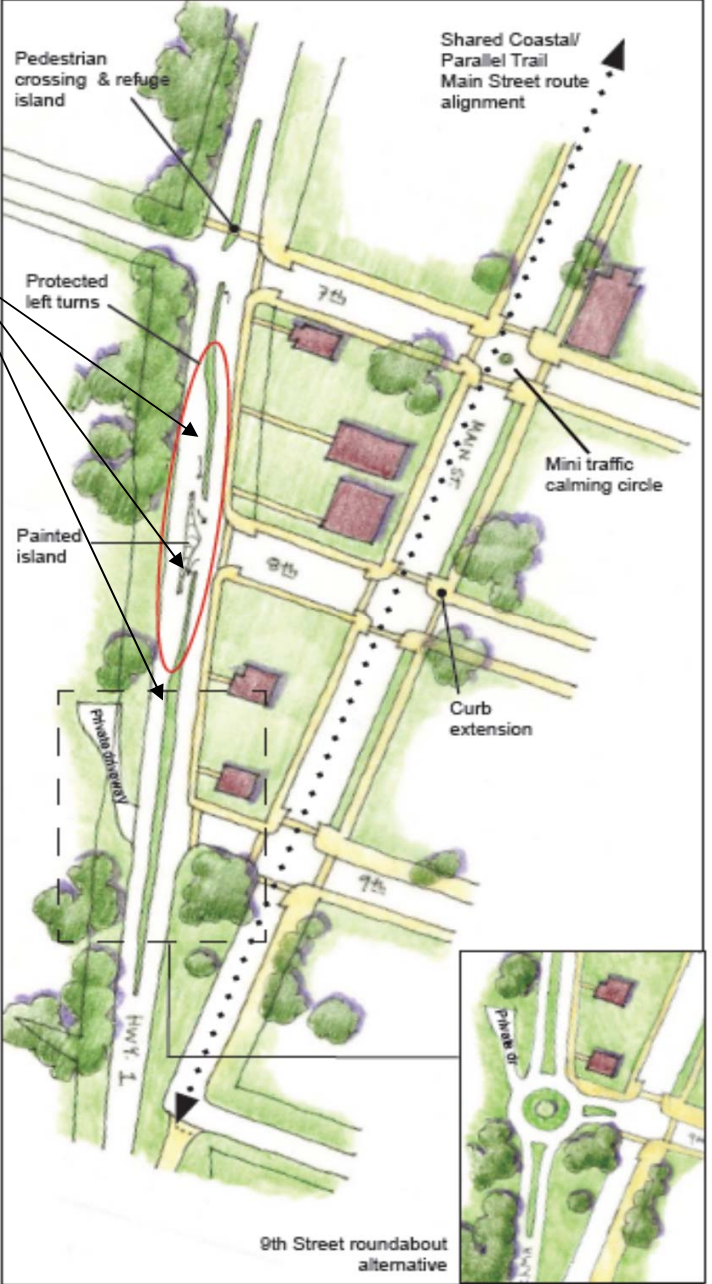 Pedestrian
crossing & refuge
island
Shared Coastal/
Parallel Trail
Main Street route
alignment
Protected
left turns
7th
MAIN ST.
Mini traffic
calming circle
Painted
island
8th
Curb
extension
Private driveway
9th
HWY. 1
Private dr
9th Street roundabout
alternative